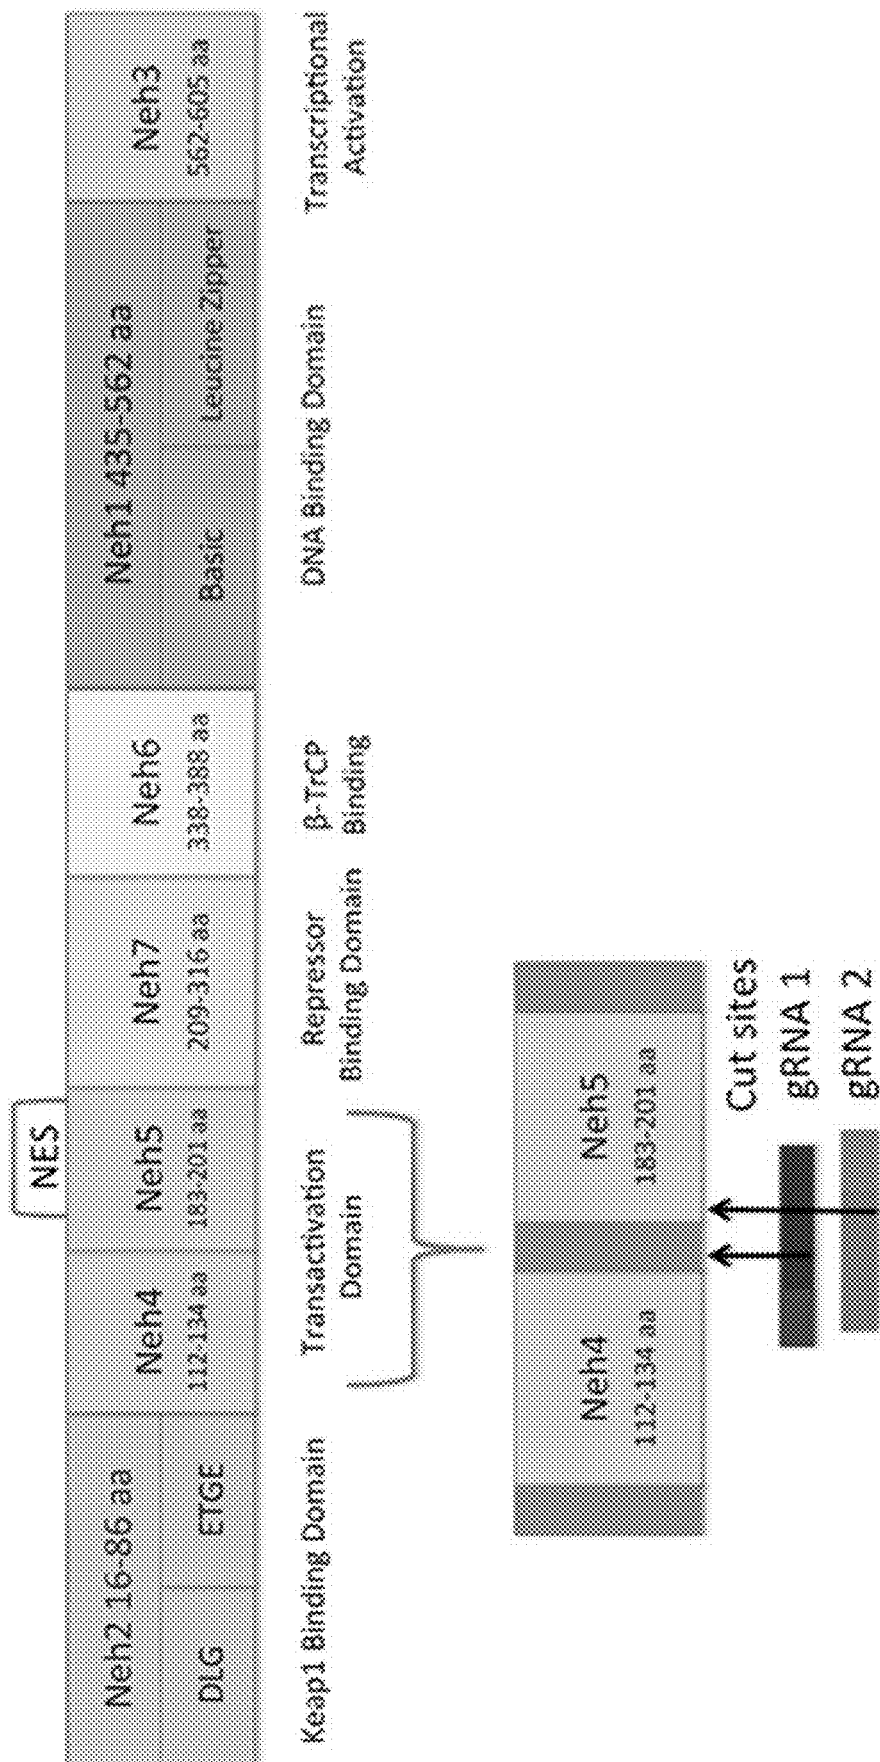 NES
Neh2 16-86 aa
DLG
ETGE
Neh4
112-134 aa
Neh5
183-201 aa
Neh7
209-316 aa
Neh6
338-388 aa
Neh1 435-562 aa
Basic
Leucine Zipper
Neh3
562-605 aa
Keap1 Binding Domain
Transactivation
Domain
Repressor
Binding Domain
β-TrCP
Binding
DNA Binding Domain
Transcriptional
Activation
Neh4
112-134 aa
Neh5
183-201 aa
Cut sites
gRNA 1
gRNA 2